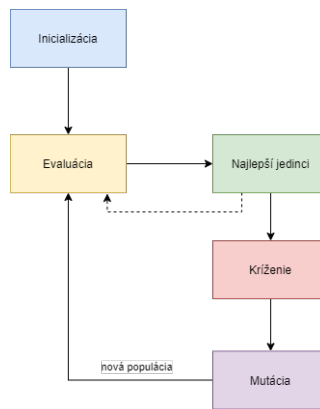 Inicializácia
Evaluácia
Najlepší jedinci
Kríženie
nová populácia
Mutácia